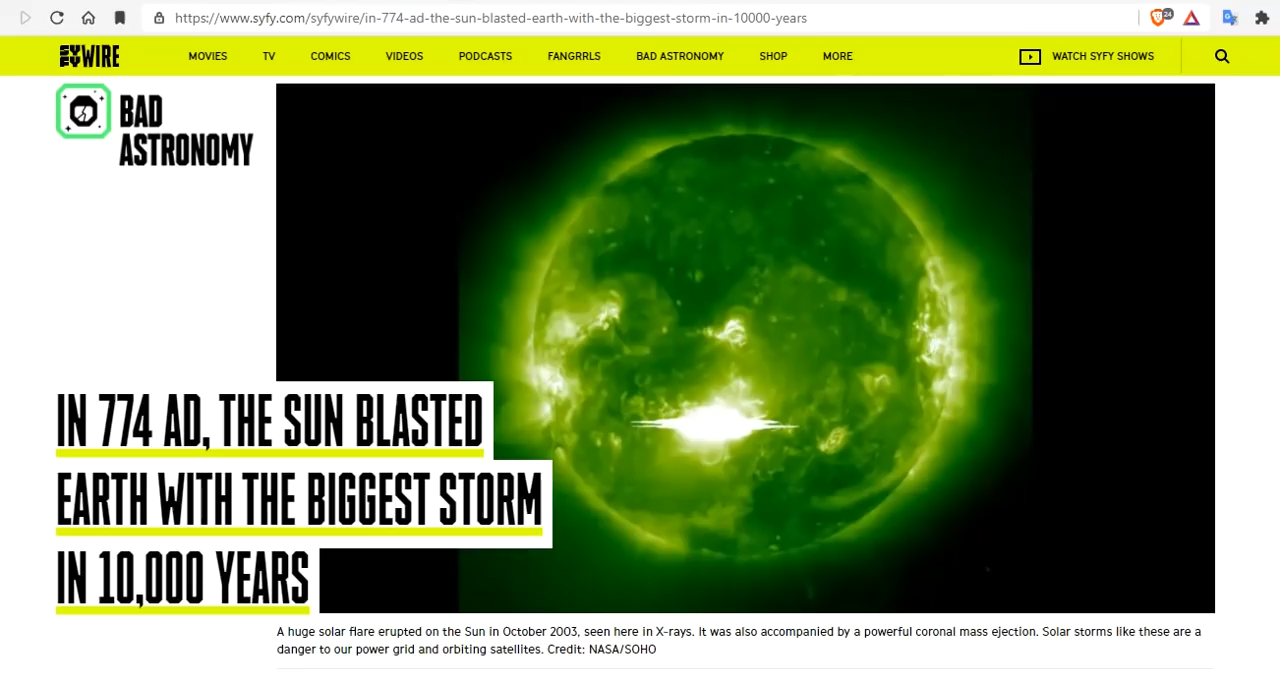 https://www.syfy.com/syfywire/in-774-ad-the-sun-blasted-earth-with-the-biggest-storm-in-10000-years
24
SYFY WIRE
MOVIES TV COMICS VIDEOS PODCASTS FANGRRLS BAD ASTRONOMY SHOP MORE
WATCH SYFY SHOWS
BAD
ASTRONOMY
IN 774 AD, THE SUN BLASTED
EARTH WITH THE BIGGEST STORM
IN 10,000 YEARS
A huge solar flare erupted on the Sun in October 2003, seen here in X-rays. It was also accompanied by a powerful coronal mass ejection. Solar storms like these are a
danger to our power grid and orbiting satellites. Credit: NASA/SOHO